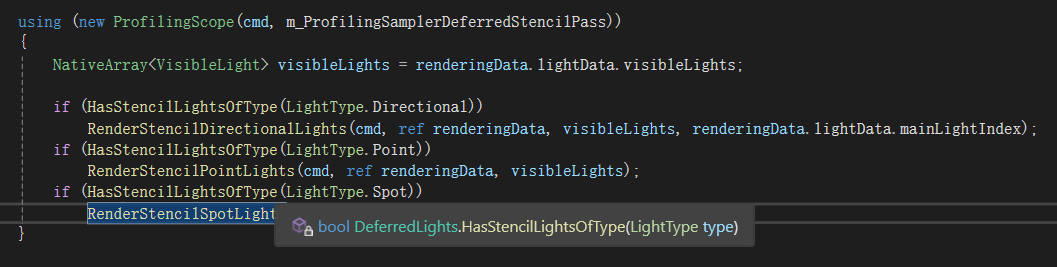 using (new ProfilingScope(cmd, m_ProfilingSamplerDeferredStencilPass))
{
NativeArray<VisibleLight> visibleLights = renderingData.lightData.visibleLights;
if (HasStencilLightsOfType(LightType.Directional))
RenderStencilDirectionalLights(cmd, ref renderingData, visibleLights, renderingData.lightData.mainLightIndex);
if (HasStencilLightsOfType(LightType.Point))
RenderStencilPointLights(cmd, ref renderingData, visibleLights);
if (HasStencilLightsOfType(LightType.Spot))
RenderStencilSpotLight
bool DeferredLights.HasStencilLightsOfType(LightType type)
}